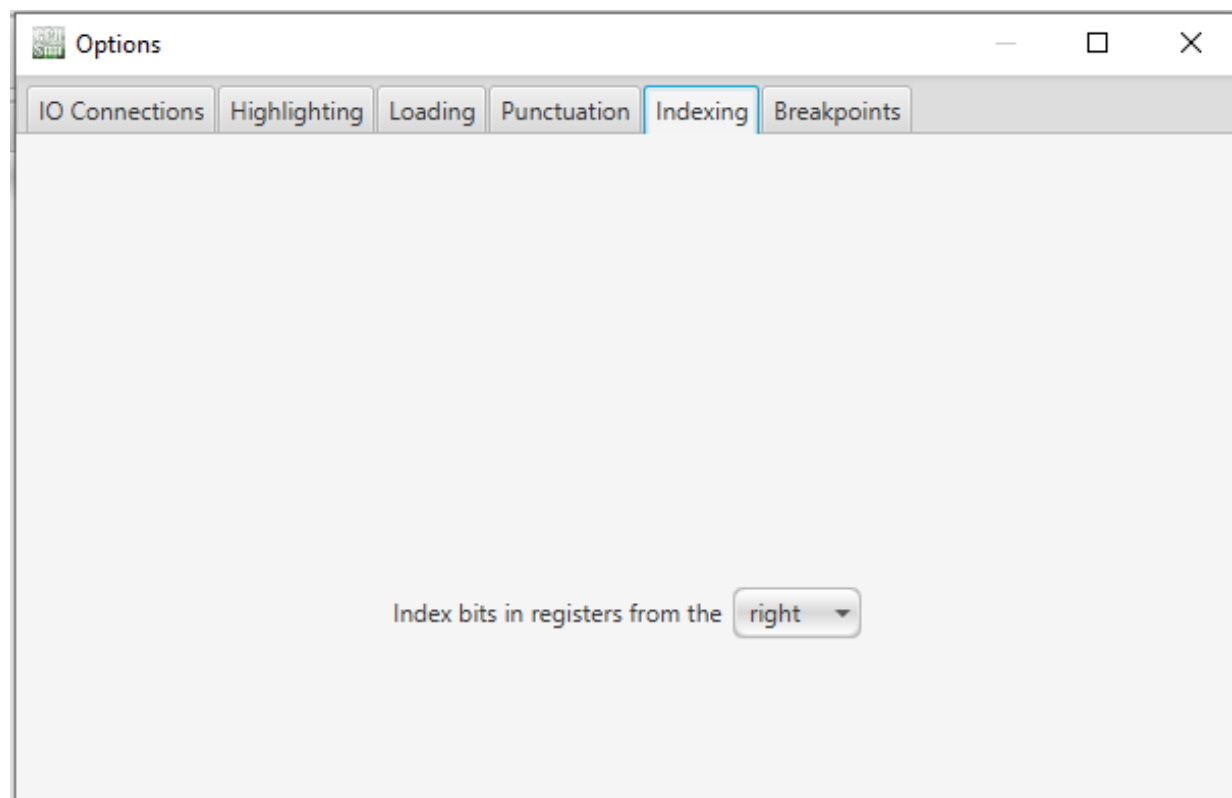 Options
IO Connections Highlighting Loading Punctuation Indexing Breakpoints
Index bits in registers from the right